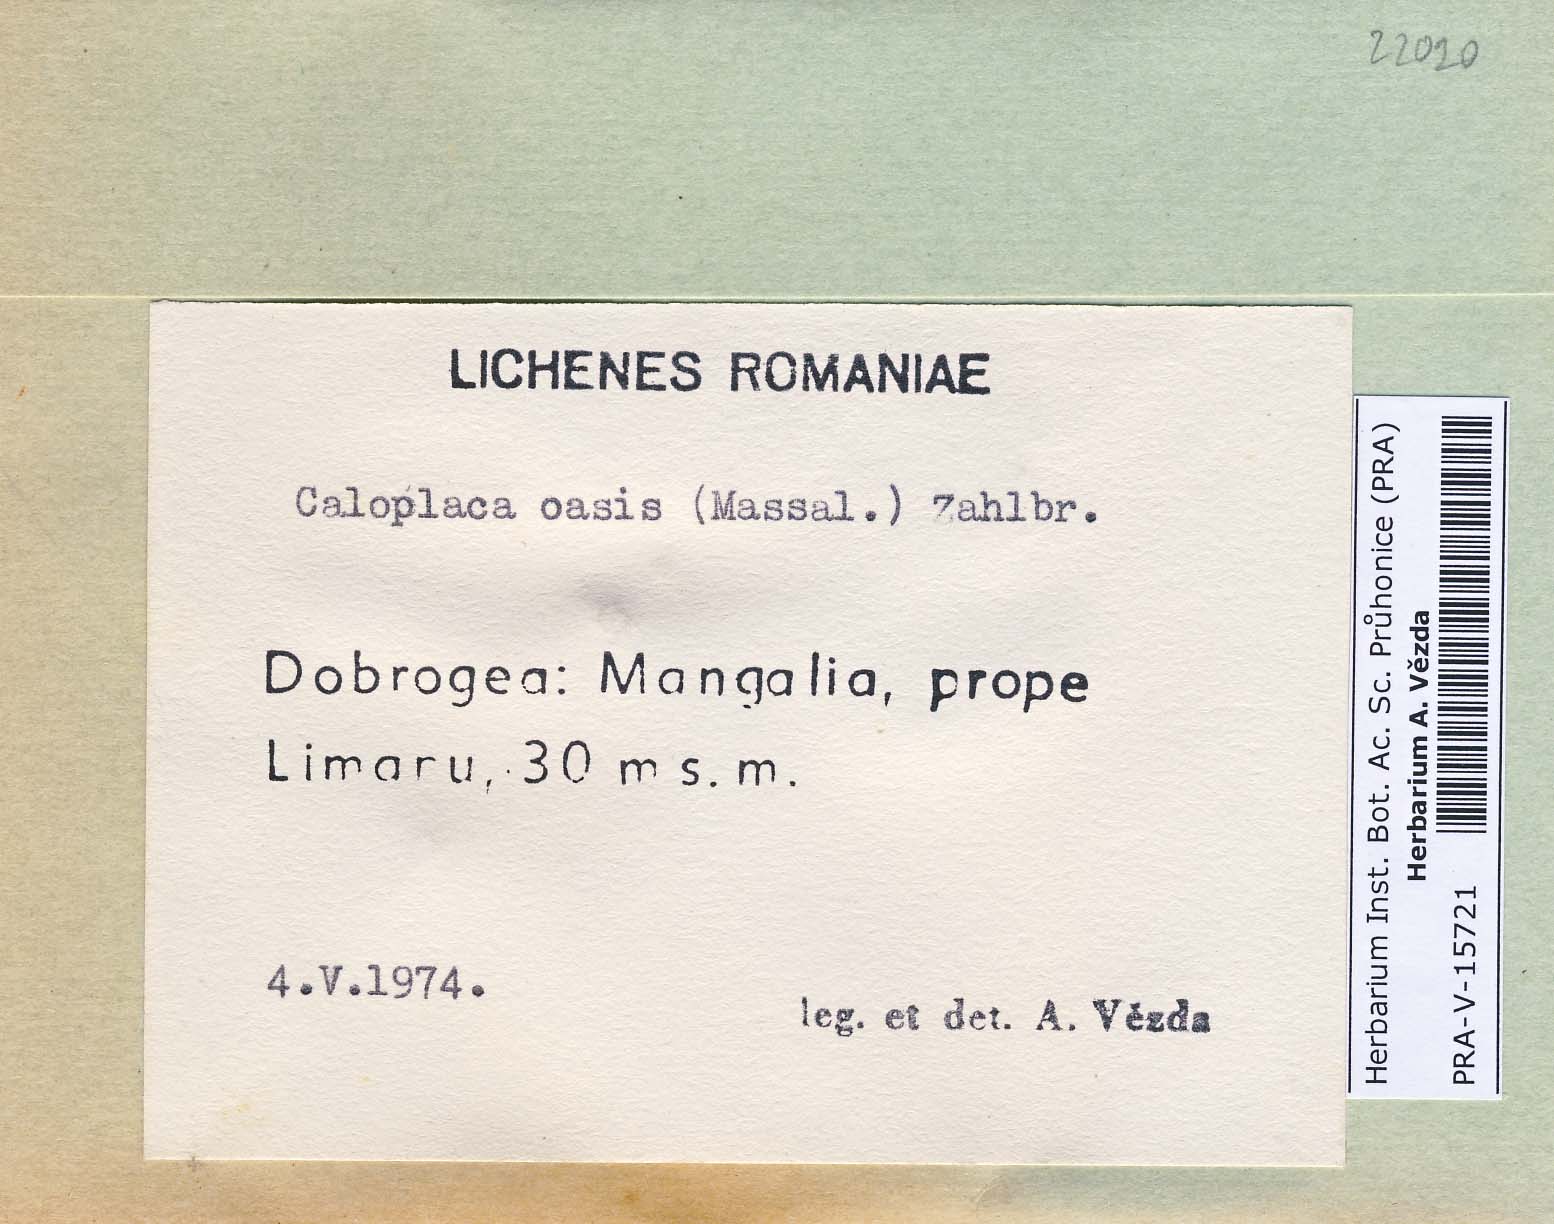 22020
LICHENES ROMANIAE
Caloplaca oasis (Massal.) Zahlbr.
Dobrogea: Mangalia, prope
Limaru, 30 m s. m.
4.V.1974.
leg. et det. A. Vězda
Herbarium Inst. Bot. Ac. Sc. Průhonice (PRA)
Herbarium A. Vězda
PRA-V-15721